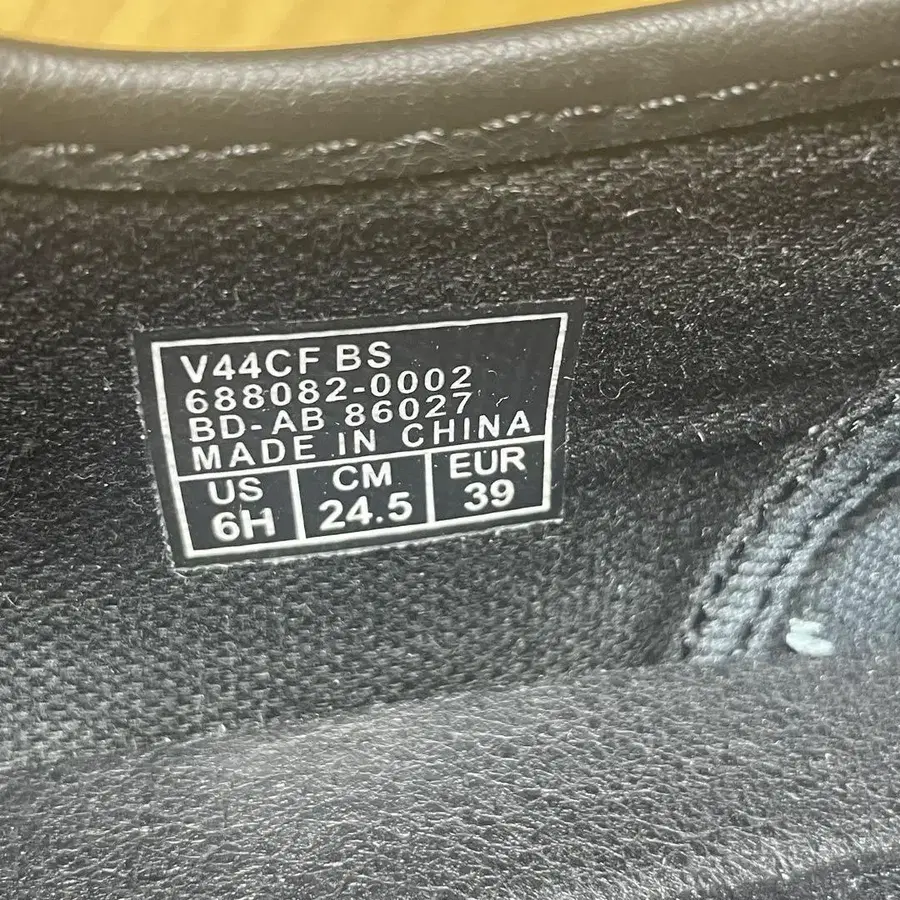 V44CF BS
688082-0002
BD-AB 86027
MADE IN CHINA
US CM EUR
6H 24.5 39